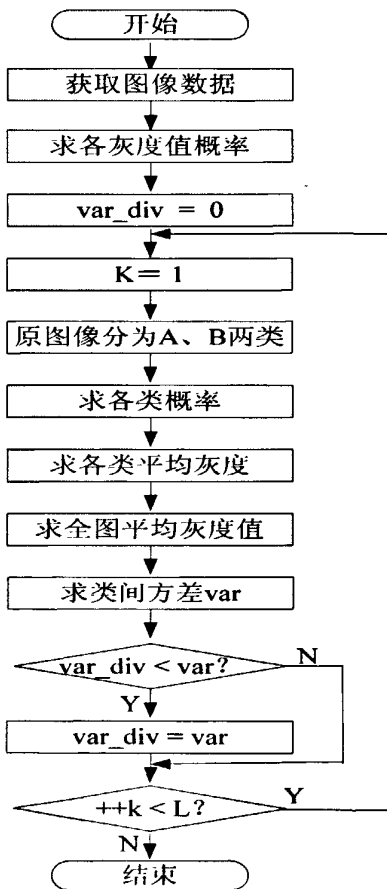 开始
获取图像数据
求各灰度值概率
var_div = 0
K= 1
原图像分为A、B两类
求各类概率
求各类平均灰度
求全图平均灰度值
求类间方差var
var_div < var?
N
Y
var_div = var
++k < L?
Y
N
结束